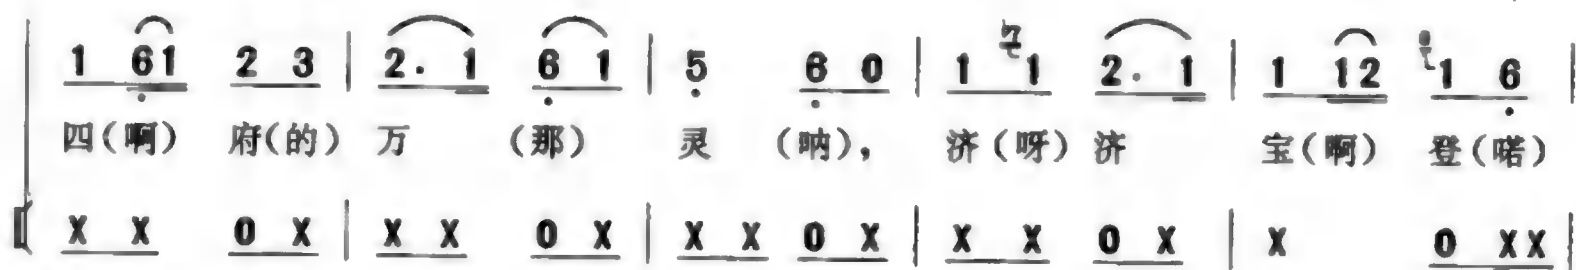 1 61 2 3 | 2. 1 6 1 | 5 6 0 | 1 1 2. 1 | 1 12 1 6 |
四(啊) 府(的) 万 (那) 灵 (呐), 济(呀)济 宝(啊) 登(喏)
X X 0 X | X X 0 X | X X 0 X | X X 0 X | X 0 XX |